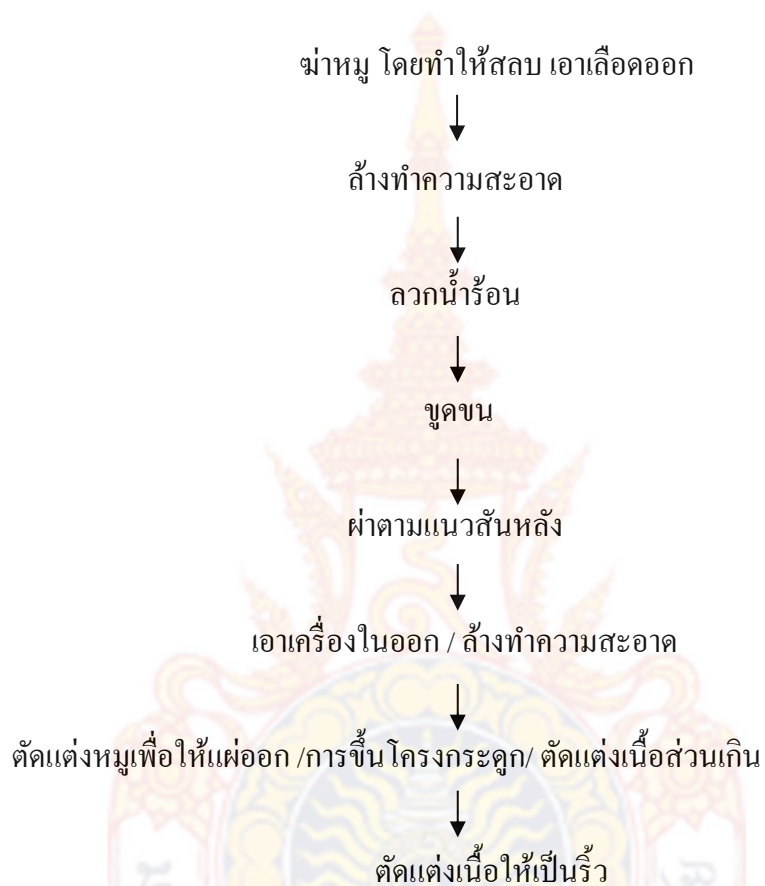 ฆ่าหมู โดยทำให้สลบ เอาเลือดออก
ล้างทำความสะอาด
ลวกน้ำร้อน
ขูดขน
ผ่าตามแนวสันหลัง
เอาเครื่องในออก / ล้างทำความสะอาด
ตัดแต่งหมูเพื่อให้แผ่ออก /การขึ้นโครงกระดูก/ ตัดแต่งเนื้อส่วนเกิน
ตัดแต่งเนื้อให้เป็นริ้ว